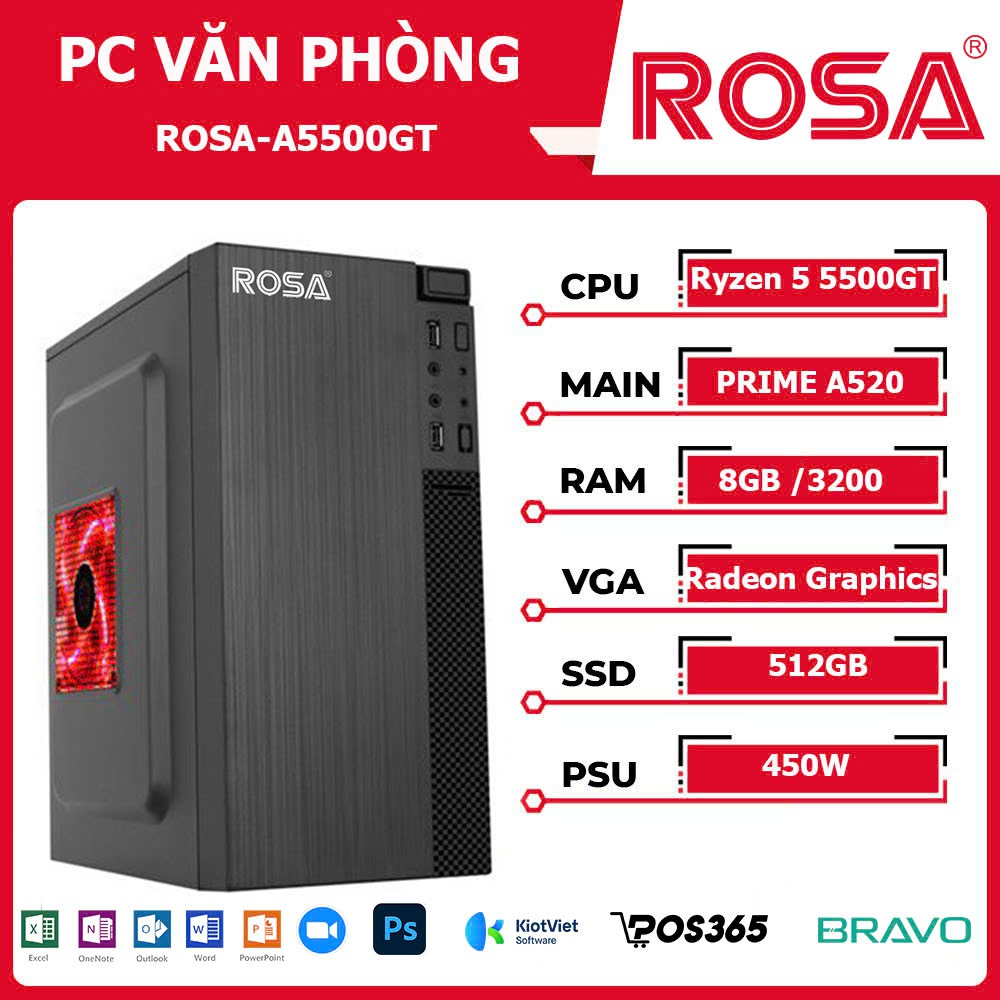 PC VĂN PHÒNG
ROSA-A5500GT
ROSA®
ROSA®
CPU Ryzen 5 5500GT
MAIN PRIME A520
RAM 8GB /3200
VGA Radeon Graphics
SSD 512GB
PSU 450W
Excel
OneNote
Outlook
Word
PowerPoint
Ps
KiotViet
Software
POS365
BRAVO